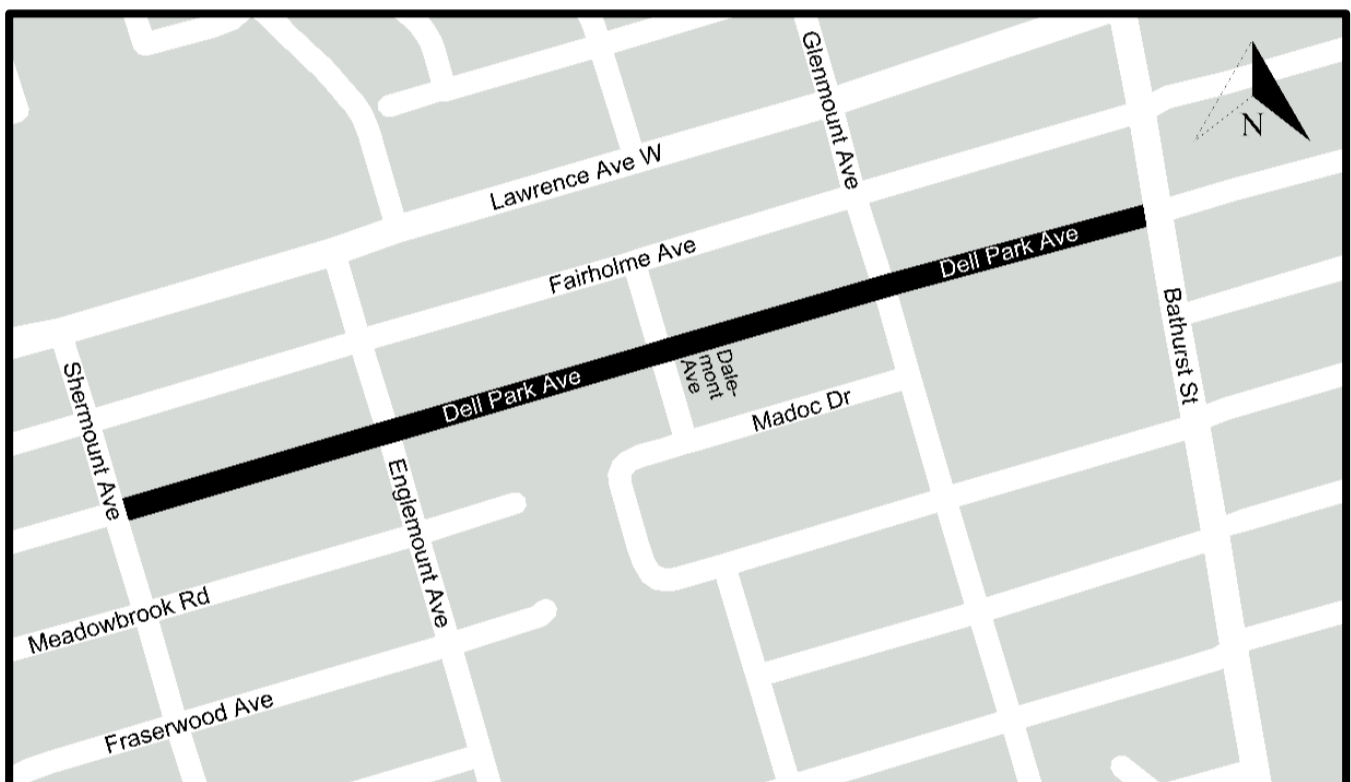 Glenmount Ave
N
Lawrence Ave W
Fairholme Ave
Dell Park Ave
Bathurst St
Shermount Ave
Dell Park Ave
Dale-
mont
Ave
Madoc Dr
Englemount Ave
Meadowbrook Rd
Fraserwood Ave